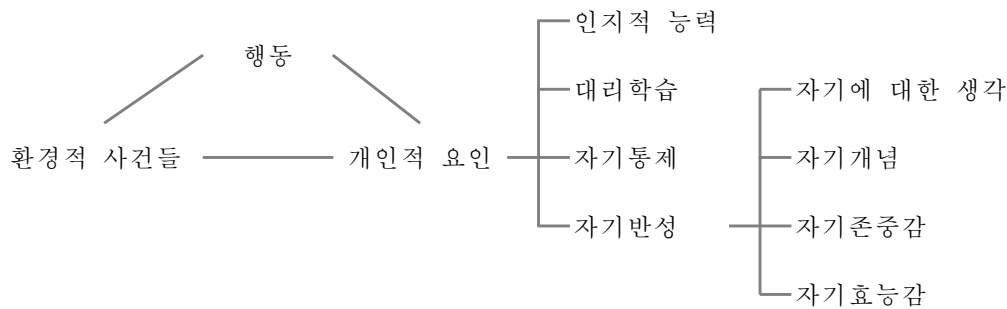 인지적 능력
행동
대리학습
자기에 대한 생각
환경적 사건들
개인적 요인
자기통제
자기개념
자기반성
자기존중감
자기효능감